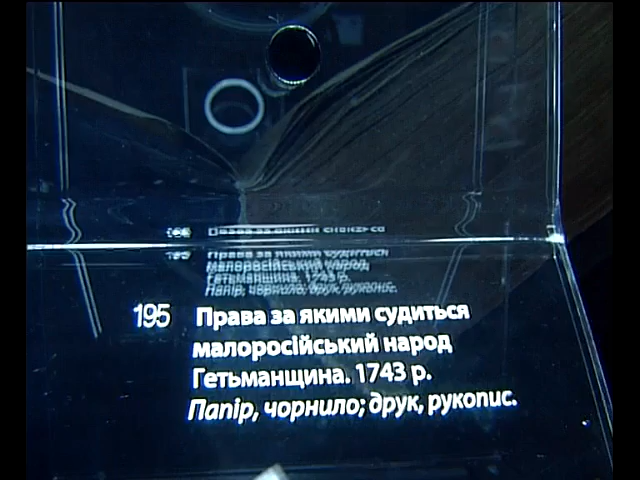 195 Права за якими судиться
малоросійський народ
Гетьманщина. 1743 р.
Папір, чорнило; друк, рукопис.